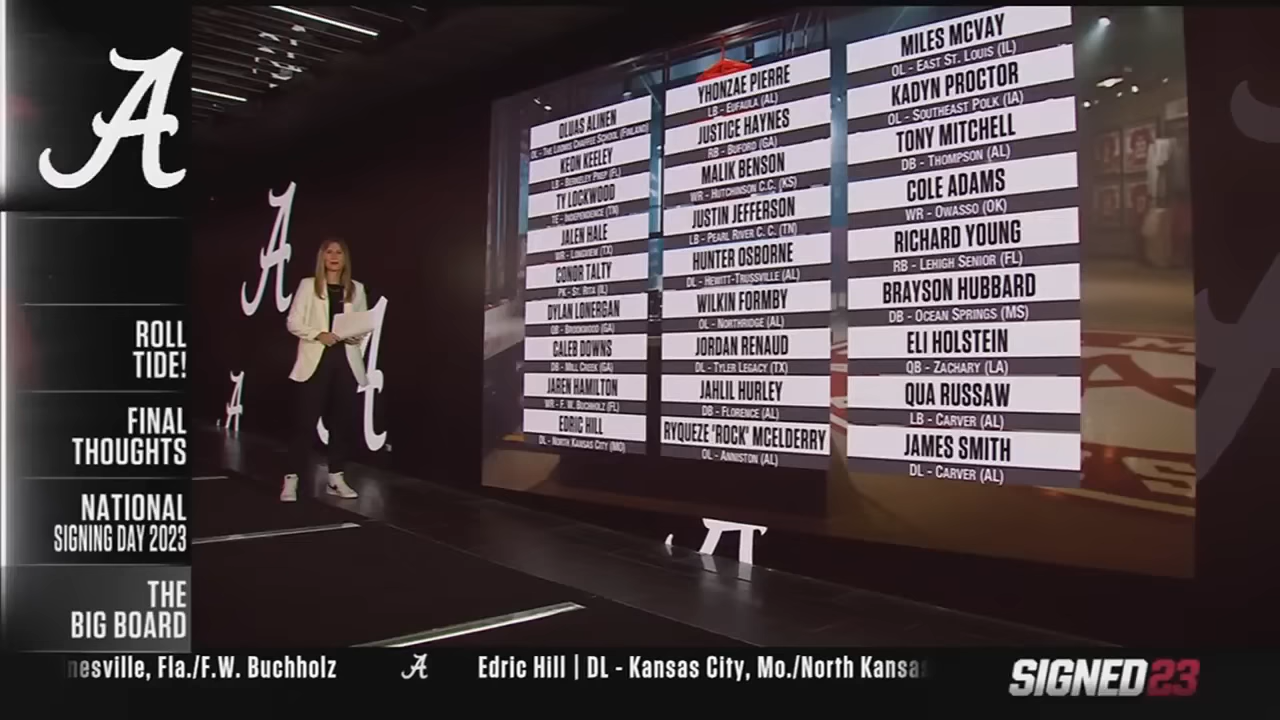 ROLL
TIDE!
FINAL
THOUGHTS
NATIONAL
SIGNING DAY 2023
THE
BIG BOARD
OLUAS ALINEN
OL - THE LOOMIS CHAFFEE SCHOOL (FINLAND)
KEON KEELEY
LB - BERKELEY PREP (FL)
TY LOCKWOOD
TE - INDEPENDENCE (TN)
JALEN HALE
WR - LONGVIEW (TX)
CONOR TALTY
PK - ST. RITA (IL)
DYLAN LONERGAN
QB - BROOKWOOD (GA)
CALEB DOWNS
DB - MILL CREEK (GA)
JAREN HAMILTON
WR - F. W. BUCHHOLZ (FL)
EDRIC HILL
DL - NORTH KANSAS CITY (MO)
YHONZAE PIERRE
LB - EUFAULA (AL)
JUSTICE HAYNES
RB - BUFORD (GA)
MALIK BENSON
WR - HUTCHINSON C.C. (KS)
JUSTIN JEFFERSON
LB - PEARL RIVER C. C. (TN)
HUNTER OSBORNE
DL - HEWITT-TRUSSVILLE (AL)
WILKIN FORMBY
OL - NORTHRIDGE (AL)
JORDAN RENAUD
DL - TYLER LEGACY (TX)
JAHLIL HURLEY
DB - FLORENCE (AL)
RYQUEZE 'ROCK' MCELDERRY
OL - ANNISTON (AL)
MILES MCVAY
OL - EAST ST. LOUIS (IL)
KADYN PROCTOR
OL - SOUTHEAST POLK (IA)
TONY MITCHELL
DB - THOMPSON (AL)
COLE ADAMS
WR - OWASSO (OK)
RICHARD YOUNG
RB - LEHIGH SENIOR (FL)
BRAYSON HUBBARD
DB - OCEAN SPRINGS (MS)
ELI HOLSTEIN
QB - ZACHARY (LA)
QUA RUSSAW
LB - CARVER (AL)
JAMES SMITH
DL - CARVER (AL)
nesville, Fla./F.W. Buchholz A Edric Hill | DL - Kansas City, Mo./North Kansa
SIGNED23